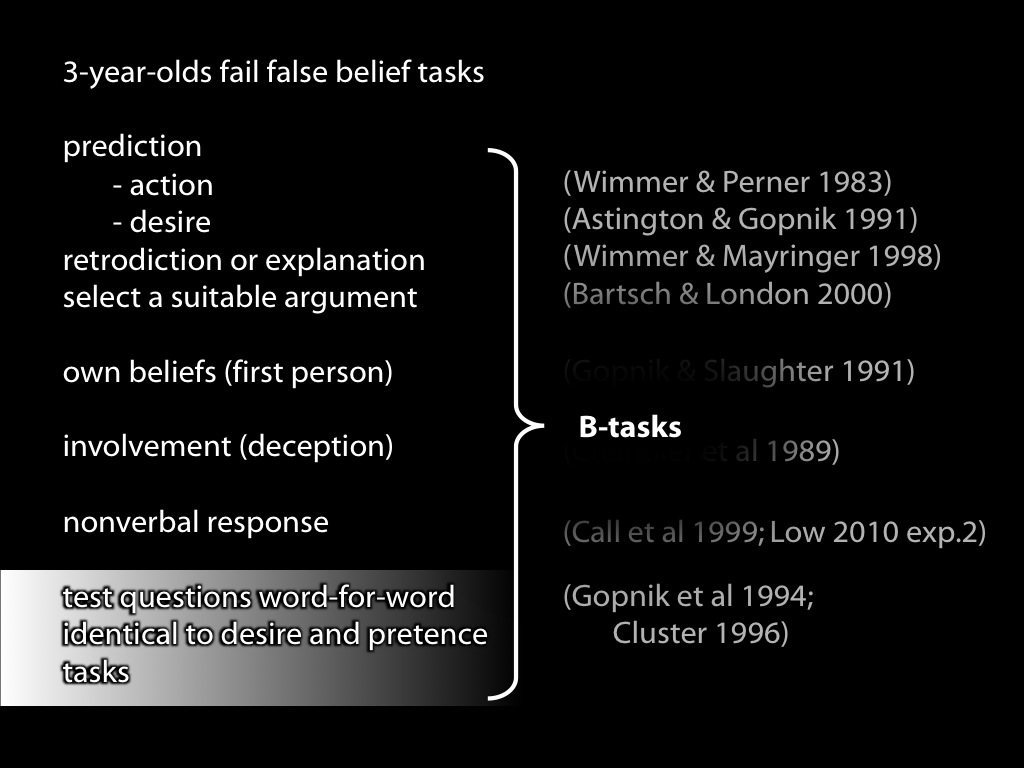 3-year-olds fail false belief tasks
prediction
- action
(Wimmer & Perner 1983)
- desire
(Astington & Gopnik 1991)
retrodiction or explanation
(Wimmer & Mayringer 1998)
select a suitable argument
(Bartsch & London 2000)
own beliefs (first person)
(Gopnik & Slaughter 1991)
B-tasks
involvement (deception)
et al 1989)
nonverbal response
(Call et al 1999; Low 2010 exp.2)
test questions word-for-word
identical to desire and pretence
tasks
(Gopnik et al 1994;
Cluster 1996)